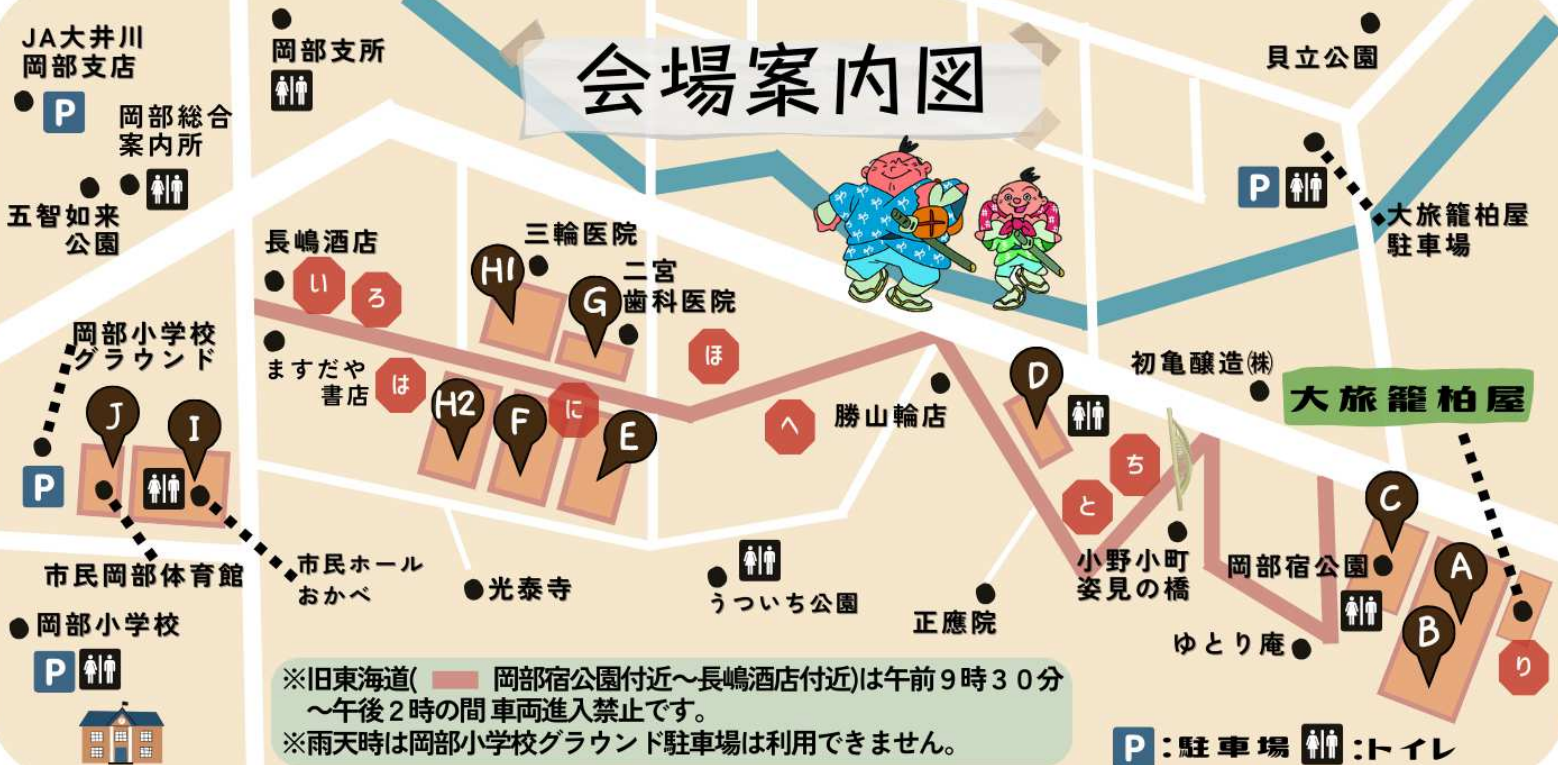 会場案内図
JA大井川
岡部支店
P
岡部支所
岡部総合
案内所
五智如来
公園
貝立公園
P
大旅籠柏屋
駐車場
長嶋酒店
い
ろ
三輪医院
H1
二宮
歯科医院
G
岡部小学校
グラウンド
ますだや
書店
は
ほ
H2
F
に
E
へ
勝山輪店
D
初亀醸造㈱
大旅籠柏屋
J
I
P
ち
と
C
小野小町
姿見の橋
岡部宿公園
A
B
市民岡部体育館
市民ホール
おかべ
光泰寺
うついち公園
正應院
ゆとり庵
り
岡部小学校
P
※旧東海道( 岡部宿公園付近～長嶋酒店付近)は午前９時３０分
～午後２時の間 車両進入禁止です。
※雨天時は岡部小学校グラウンド駐車場は利用できません。
P:駐車場 :トイレ